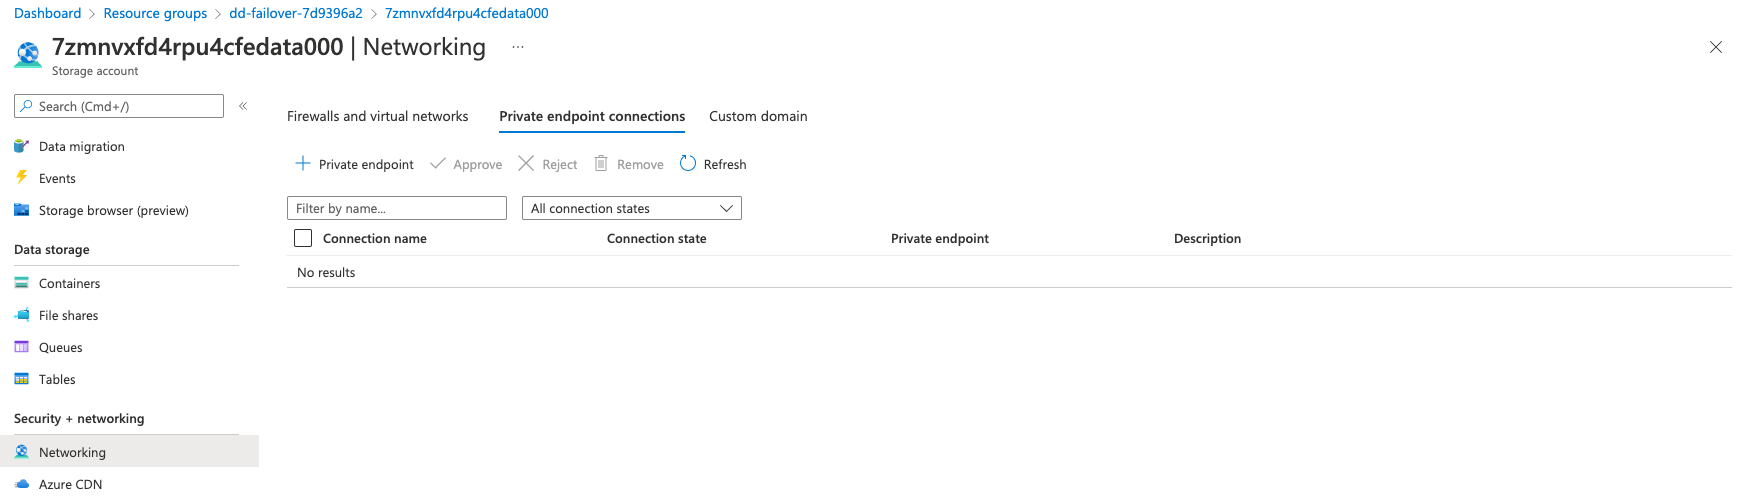 Dashboard > Resource groups > dd-failover-7d9396a2 > 7zmnvxfd4rpu4cfedata000
7zmnvxfd4rpu4cfedata000 | Networking ...
Storage account
Search (Cmd+/) «
Data migration
Events
Storage browser (preview)
Data storage
Containers
File shares
Queues
Tables
Security + networking
Networking
Azure CDN
Firewalls and virtual networks Private endpoint connections Custom domain
Private endpoint Approve Reject Remove Refresh
Filter by name... All connection states
Connection name Connection state Private endpoint Description
No results